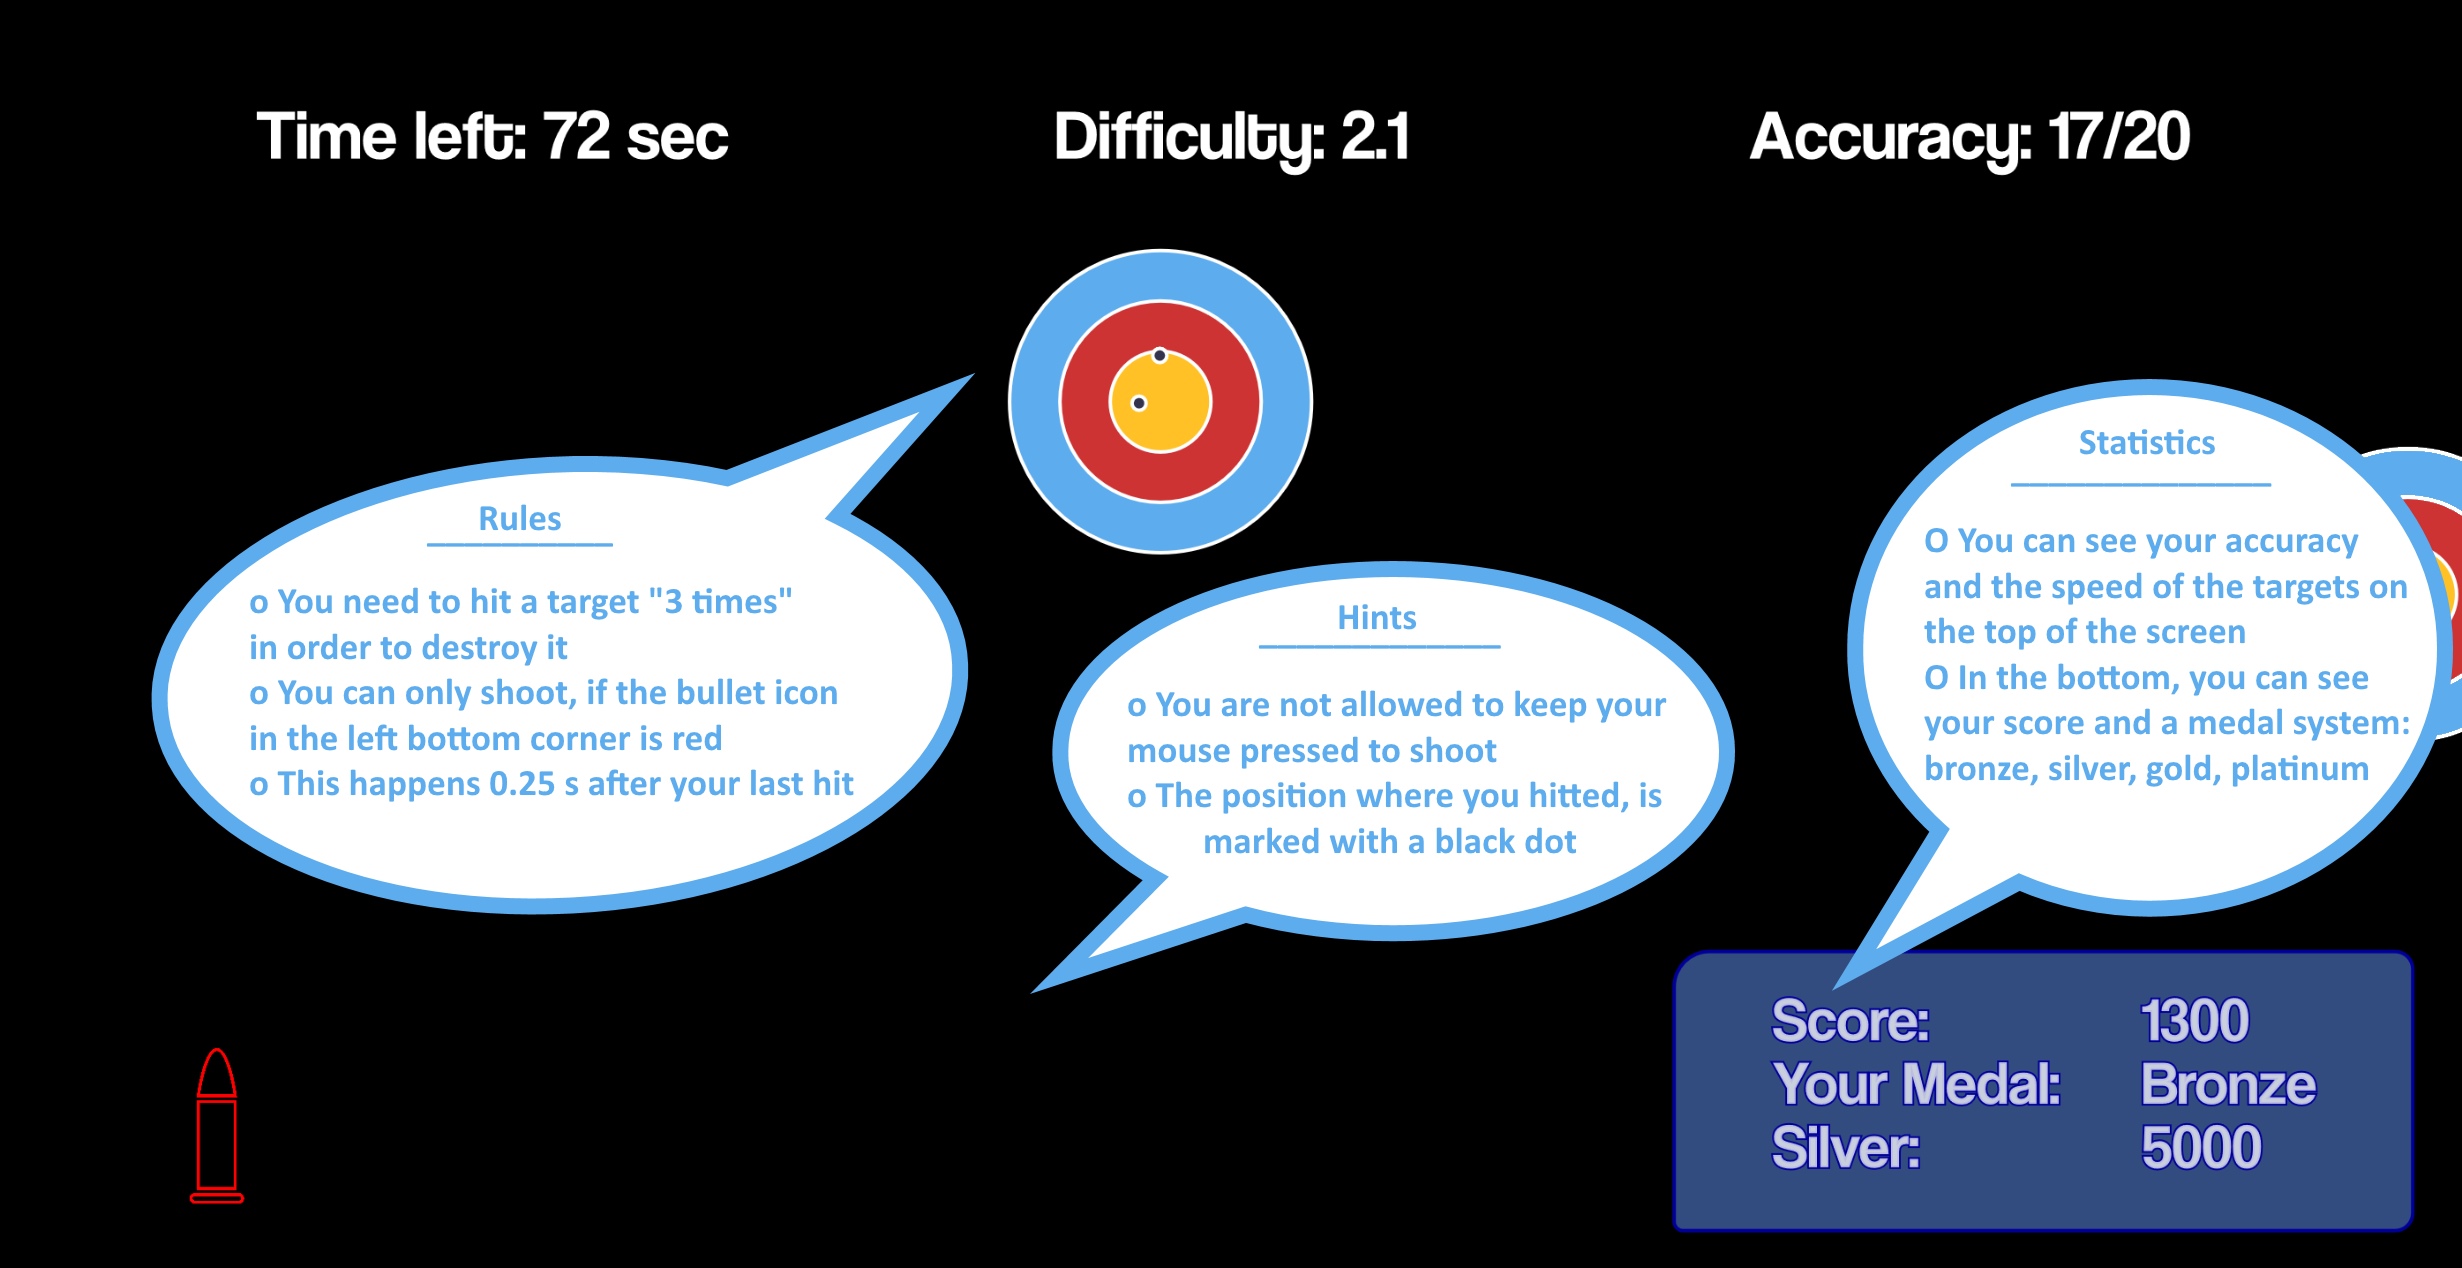 Time left: 72 sec
Difficulty: 2.1
Accuracy: 17/20
Rules
o You need to hit a target "3 times"
in order to destroy it
o You can only shoot, if the bullet icon
in the left bottom corner is red
o This happens 0.25 s after your last hit
Hints
o You are not allowed to keep your
mouse pressed to shoot
o The position where you hitted, is
marked with a black dot
Statistics
O You can see your accuracy
and the speed of the targets on
the top of the screen
O In the bottom, you can see
your score and a medal system:
bronze, silver, gold, platinum
Score: 1300
Your Medal: Bronze
Silver: 5000